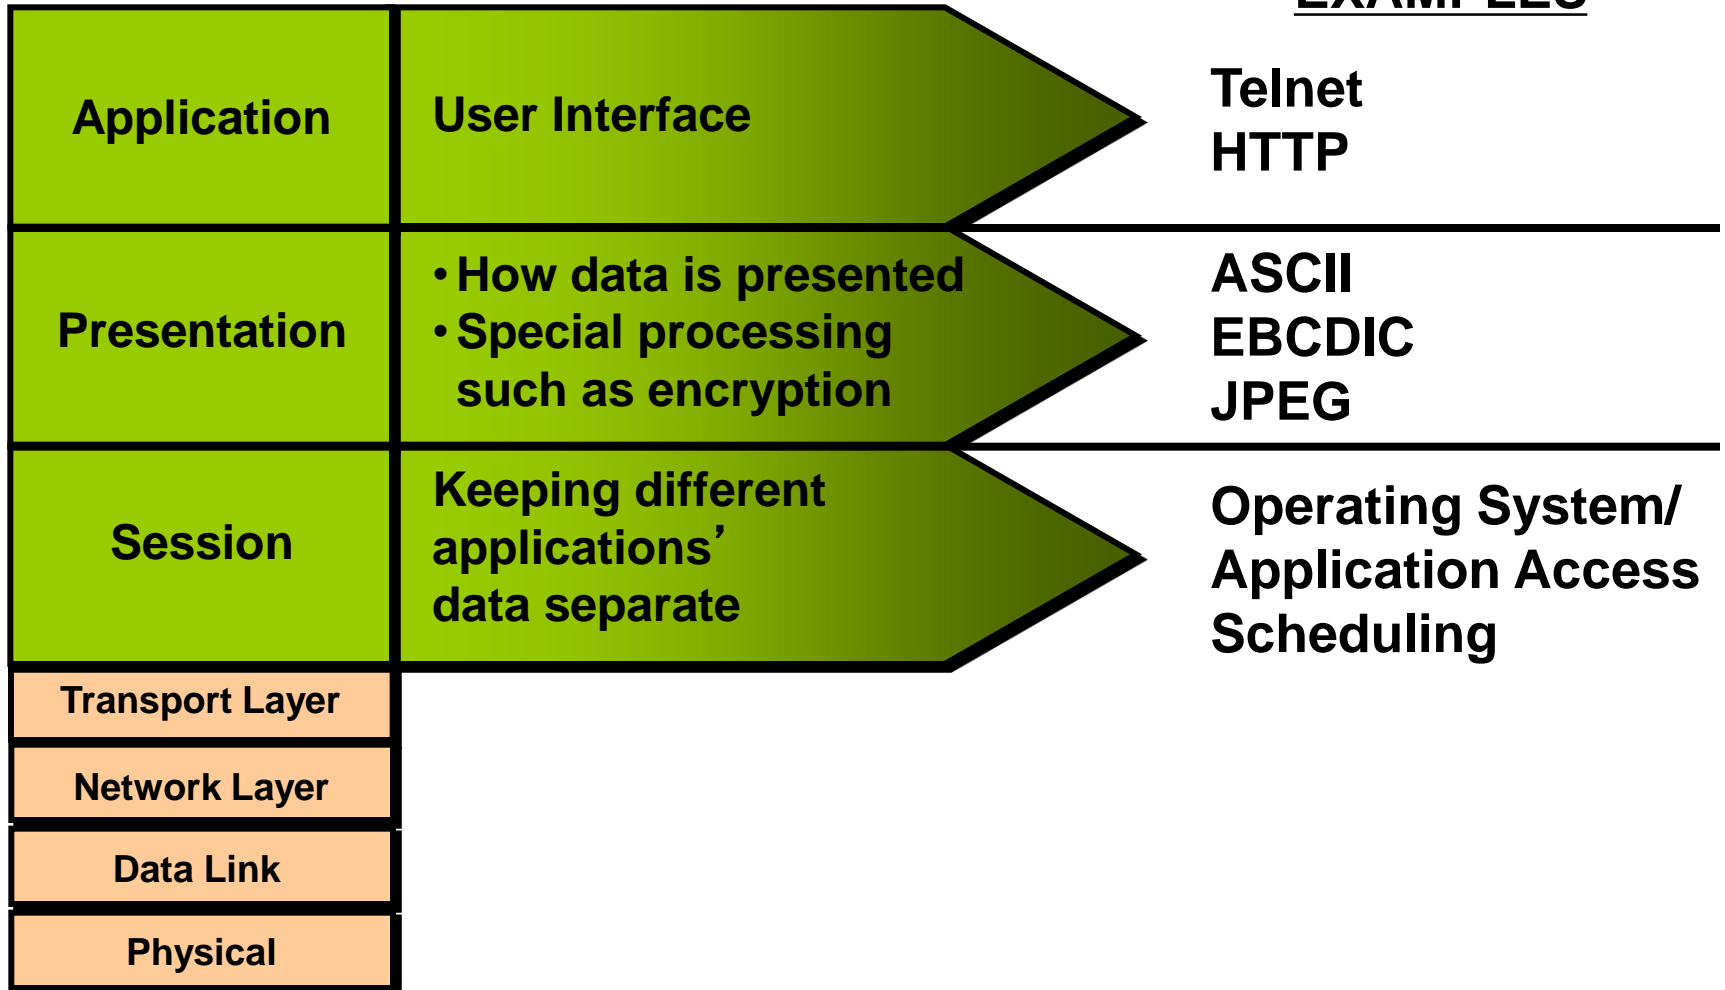 EXAMPLES
Application
User Interface
Telnet
HTTP
Presentation
• How data is presented
• Special processing
such as encryption
ASCII
EBCDIC
JPEG
Session
Keeping different
applications’
data separate
Operating System/
Application Access
Scheduling
Transport Layer
Network Layer
Data Link
Physical